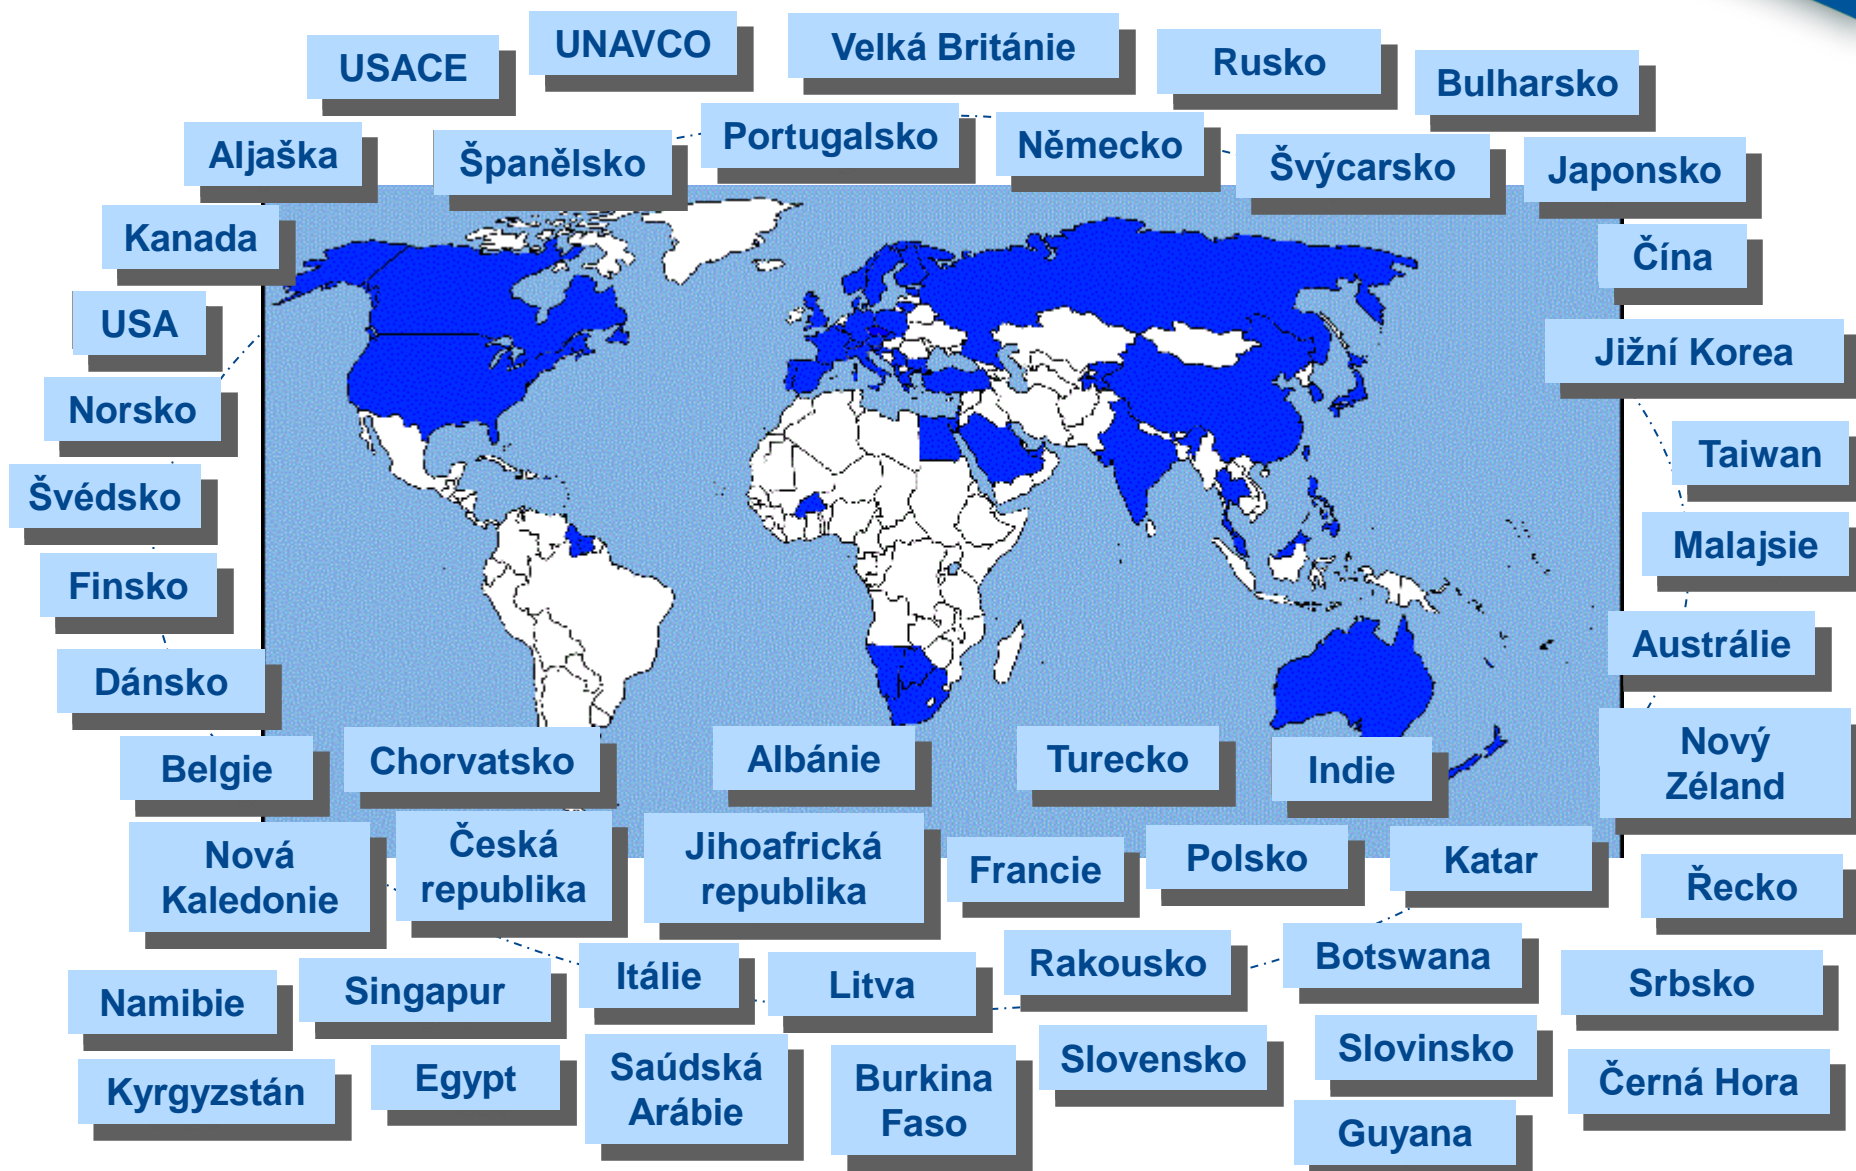 USACE
UNAVCO
Velká Británie
Rusko
Bulharsko
Aljaška
Španělsko
Portugalsko
Německo
Švýcarsko
Japonsko
Kanada
Čína
USA
Jižní Korea
Norsko
Taiwan
Švédsko
Malajsie
Finsko
Austrálie
Dánsko
Nový
Zéland
Belgie
Chorvatsko
Albánie
Turecko
Indie
Nová
Kaledonie
Česká
republika
Jihoafrická
republika
Francie
Polsko
Katar
Řecko
Namibie
Singapur
Itálie
Litva
Rakousko
Botswana
Srbsko
Kyrgyzstán
Egypt
Saúdská
Arábie
Burkina
Faso
Slovensko
Slovinsko
Černá Hora
Guyana